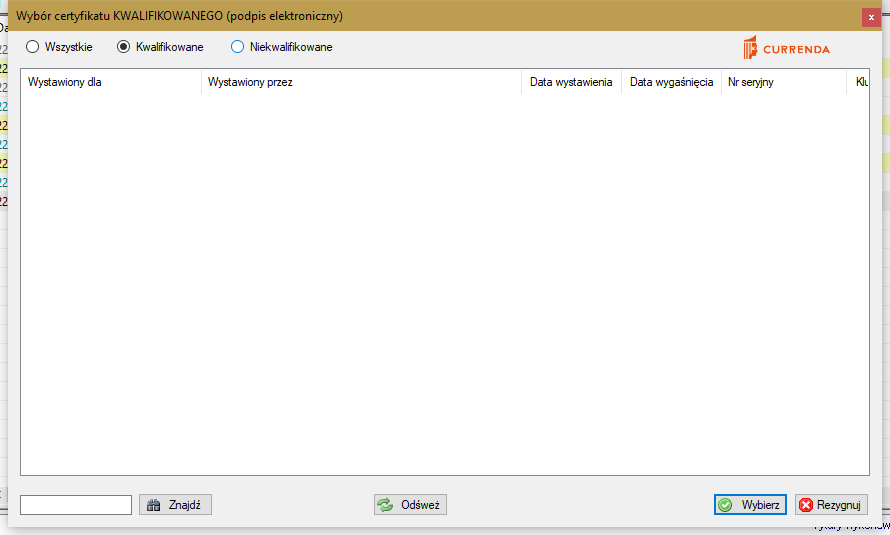 Wybór certyfikatu KWALIFIKOWANEGO (podpis elektroniczny)
x
Wszystkie Kwalifikowane Niekwalifikowane CURRENDA
Wystawiony dla Wystawiony przez Data wystawienia Data wygaśnięcia Nr seryjny
Znajdź Odśwież Wybierz Rezygnuj